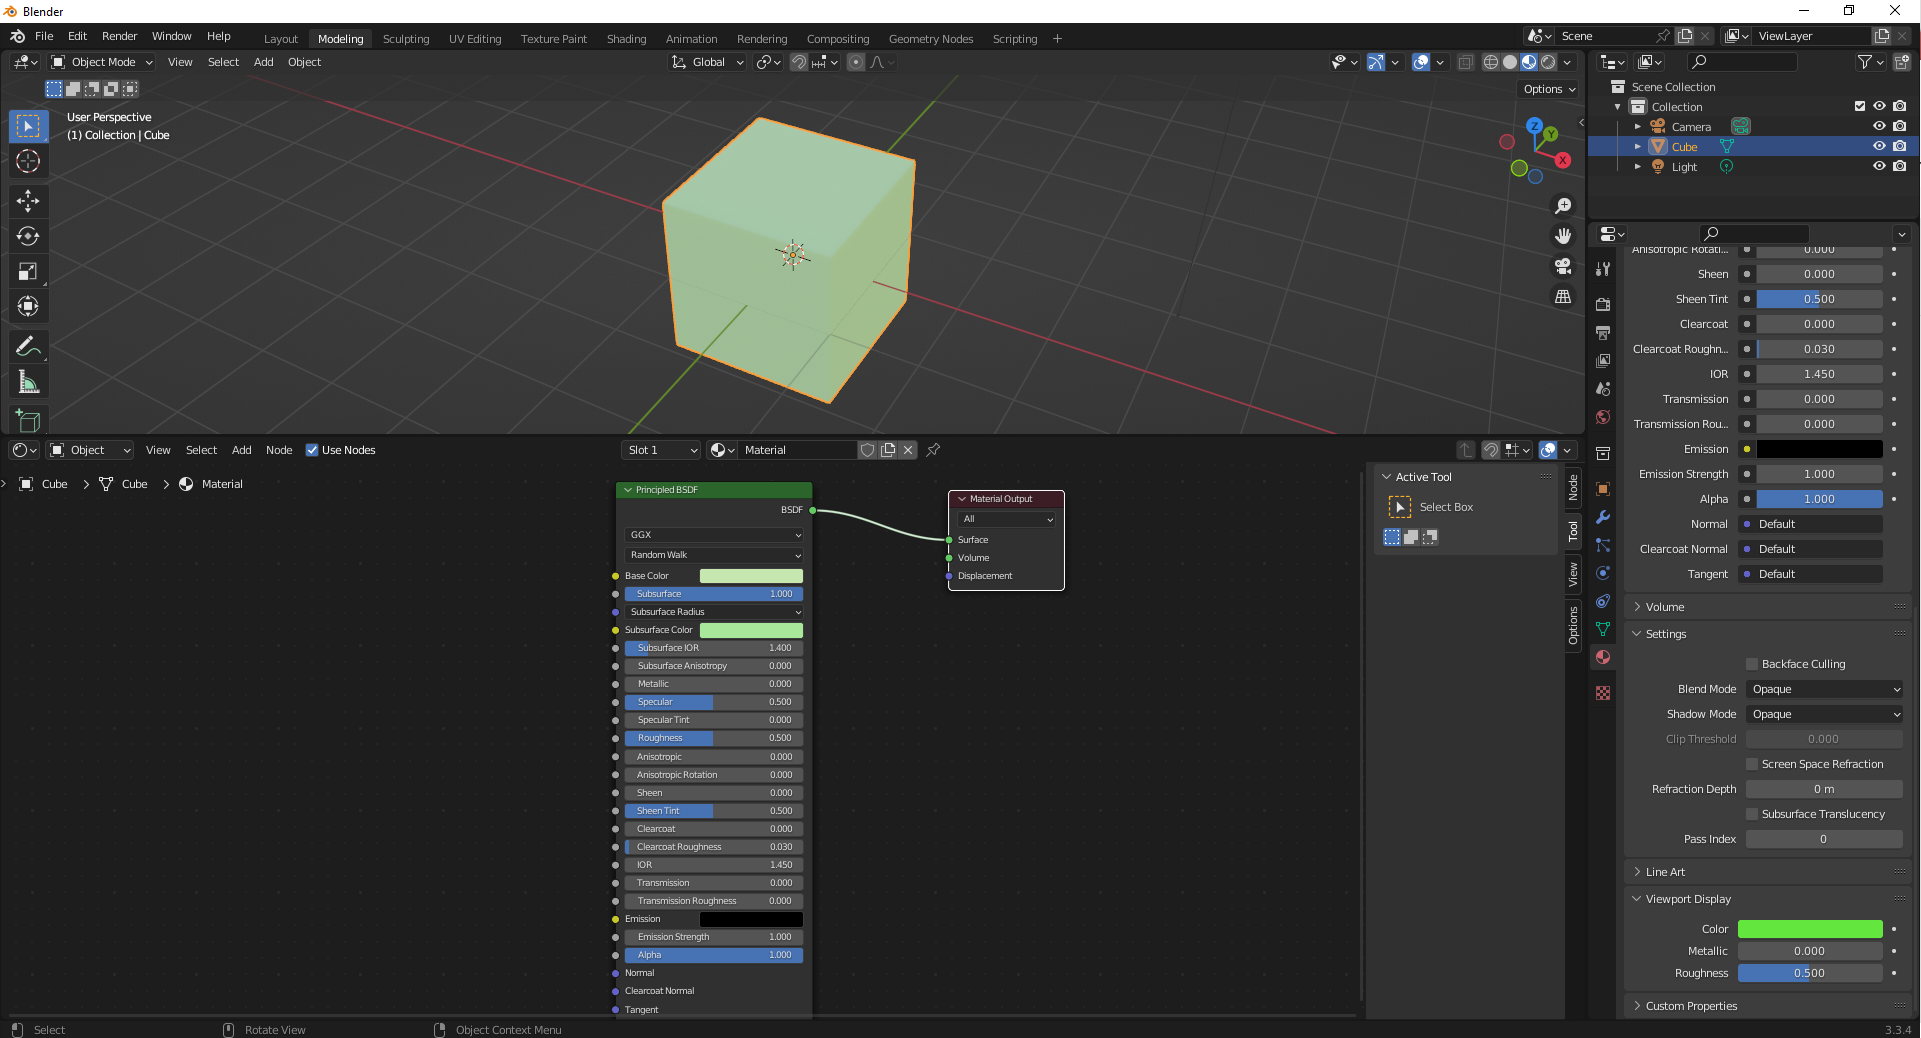 Blender
File Edit Render Window Help
Layout Modeling Sculpting UV Editing Texture Paint Shading Animation Rendering Compositing Geometry Nodes Scripting +
Scene
ViewLayer
Object Mode View Select Add Object
Global
Options
User Perspective
(1) Collection | Cube
Z
Y
X
Scene Collection
Collection
Camera
Cube
Light
Anisotropic Rotati... 0.000
Sheen 0.000
Sheen Tint 0.500
Clearcoat 0.000
Clearcoat Roughn... 0.030
IOR 1.450
Transmission 0.000
Transmission Rou... 0.000
Emission
Emission Strength 1.000
Alpha 1.000
Normal Default
Clearcoat Normal Default
Tangent Default
Volume
Settings
Backface Culling
Blend Mode Opaque
Shadow Mode Opaque
Clip Threshold 0.000
Screen Space Refraction
Refraction Depth 0 m
Subsurface Translucency
Pass Index 0
Line Art
Viewport Display
Color
Metallic 0.000
Roughness 0.500
Custom Properties
Object View Select Add Node Use Nodes
Slot 1
Material
Cube > Cube > Material
Principled BSDF
BSDF
GGX
Random Walk
Base Color
Subsurface 1.000
Subsurface Radius
Subsurface Color
Subsurface IOR 1.400
Subsurface Anisotropy 0.000
Metallic 0.000
Specular 0.500
Specular Tint 0.000
Roughness 0.500
Anisotropic 0.000
Anisotropic Rotation 0.000
Sheen 0.000
Sheen Tint 0.500
Clearcoat 0.000
Clearcoat Roughness 0.030
IOR 1.450
Transmission 0.000
Transmission Roughness 0.000
Emission
Emission Strength 1.000
Alpha 1.000
Normal
Clearcoat Normal
Tangent
Material Output
All
Surface
Volume
Displacement
Active Tool
Select Box
Node
Tool
View
Options
Select
Rotate View
Object Context Menu
3.3.4